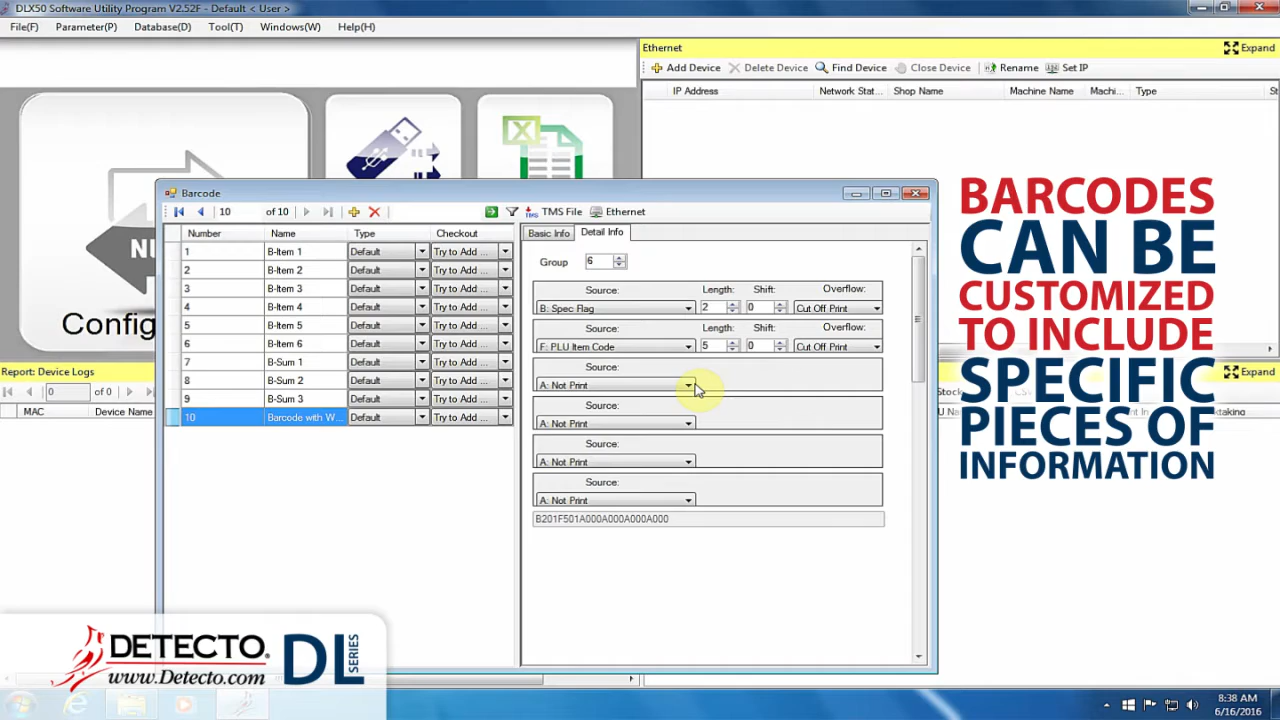 DLX50 Software Utility Program V2.52F - Default < User >
File(F) Parameter(P) Database(D) Tool(T) Windows(W) Help(H)
Ethernet Expand
Add Device Delete Device Find Device Close Device Rename Set IP
IP Address Network Stat... Shop Name Machine Name Machi... Type St
Config
Report: Device Logs
0 of 0
MAC Device Name
Expand
Barcode
10 of 10 TMS File Ethernet
Number Name Type Checkout
1 B-Item 1 Default Try to Add ...
2 B-Item 2 Default Try to Add ...
3 B-Item 3 Default Try to Add ...
4 B-Item 4 Default Try to Add ...
5 B-Item 5 Default Try to Add ...
6 B-Item 6 Default Try to Add ...
7 B-Sum 1 Default Try to Add ...
8 B-Sum 2 Default Try to Add ...
9 B-Sum 3 Default Try to Add ...
10 Barcode with W... Default Try to Add ...
Basic Info Detail Info
Group 6
Source: Length: Shift: Overflow:
B: Spec Flag 2 0 Cut Off Print
Source: Length: Shift: Overflow:
F: PLU Item Code 5 0 Cut Off Print
Source:
A: Not Print
Source:
A: Not Print
Source:
A: Not Print
Source:
A: Not Print
B201F501A000A000A000A000
BARCODES
CAN BE
CUSTOMIZED
TO INCLUDE
SPECIFIC
PIECES OF
INFORMATION
DETECTO®
www.Detecto.com
DL
SERIES
8:38 AM
6/16/2016